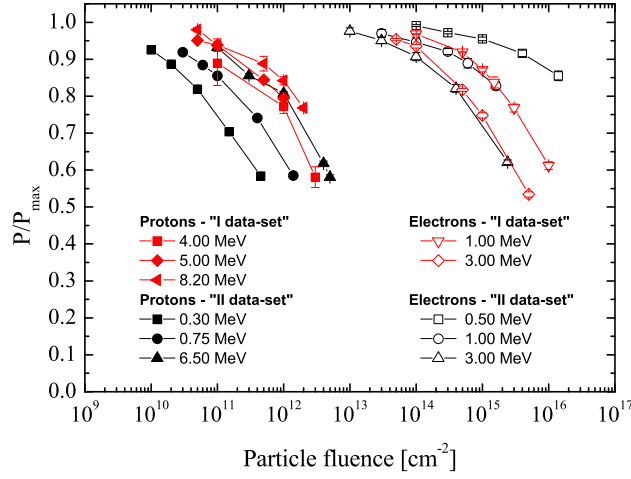 P/P_max
1.0
0.9
0.8
0.7
0.6
0.5
0.4
0.3
0.2
0.1
0.0
Protons - "I data-set"
4.00 MeV
5.00 MeV
8.20 MeV
Protons - "II data-set"
0.30 MeV
0.75 MeV
6.50 MeV
Electrons - "I data-set"
1.00 MeV
3.00 MeV
Electrons - "II data-set"
0.50 MeV
1.00 MeV
3.00 MeV
10^9 10^10 10^11 10^12 10^13 10^14 10^15 10^16 10^17
Particle fluence [cm^-2]